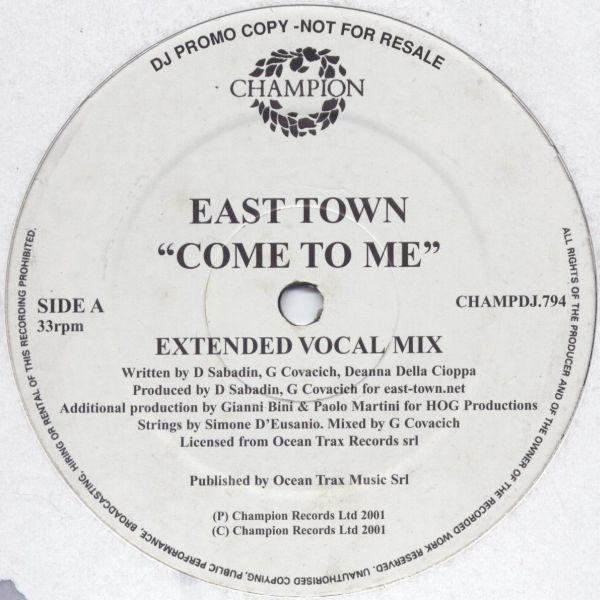 DJ PROMO COPY -NOT FOR RESALE
CHAMPION
EAST TOWN
“COME TO ME”
SIDE A
33rpm
CHAMPDJ.794
EXTENDED VOCAL MIX
Written by D Sabadin, G Covacich, Deanna Della Cioppa
Produced by D Sabadin, G Covacich for east-town.net
Additional production by Gianni Bini & Paolo Martini for HOG Productions
Strings by Simone D’Eusanio. Mixed by G Covacich
Licensed from Ocean Trax Records srl
Published by Ocean Trax Music Srl
(P) Champion Records Ltd 2001
(C) Champion Records Ltd 2001
ALL RIGHTS OF THE PRODUCER AND OF THE OWNER OF THE RECORDED WORK RESERVED. UNAUTHORISED COPYING, PUBLIC PERFORMANCE, BROADCASTING, HIRING OR RENTAL OF THIS RECORDING PROHIBITED.